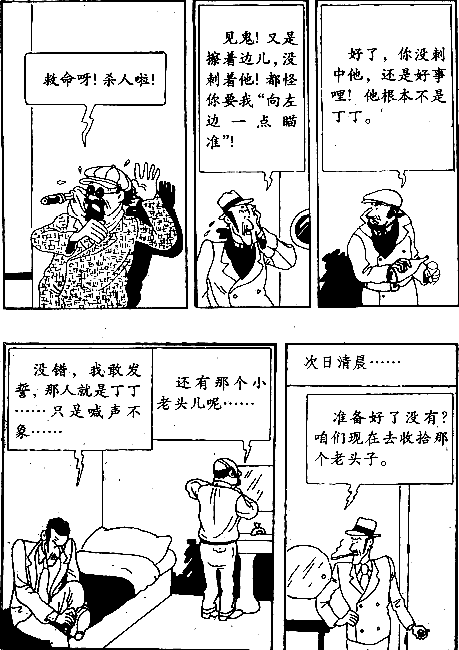 救命呀！杀人啦！
见鬼！又是
擦着边儿，没
刺着他！都怪
你要我“向左
边一点瞄
准”！
好了，你没刺
中他，还是好事
哩！他根本不是
丁丁。
没错，我敢发
誓，那人就是丁丁
……只是喊声不
象……
还有那个小
老头儿呢……
次日清晨……
准备好了没有？
咱们现在去收拾那
个老头子。